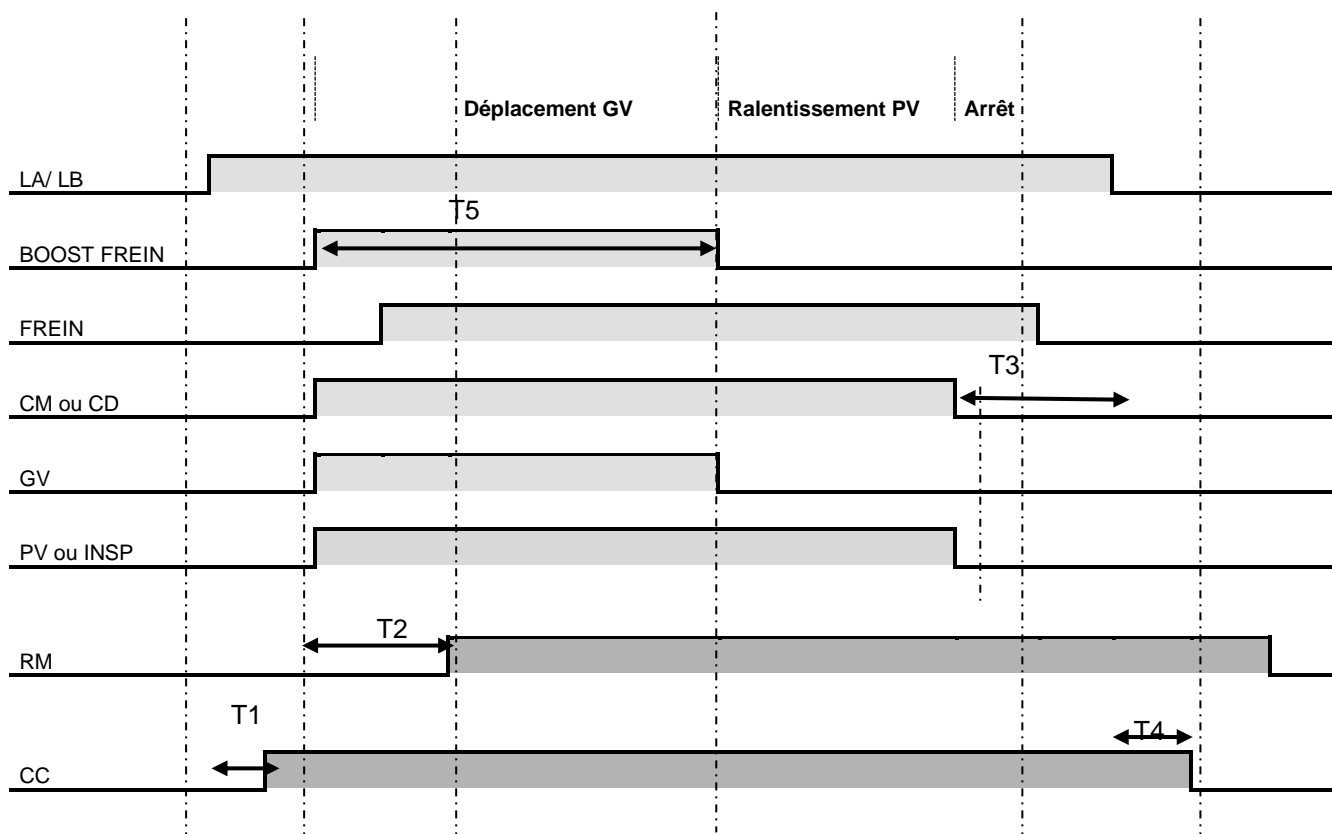 Déplacement GV
Ralentissement PV
Arrêt
LA/ LB
T5
BOOST FREIN
FREIN
T3
CM ou CD
GV
PV ou INSP
T2
RM
T1
T4
CC